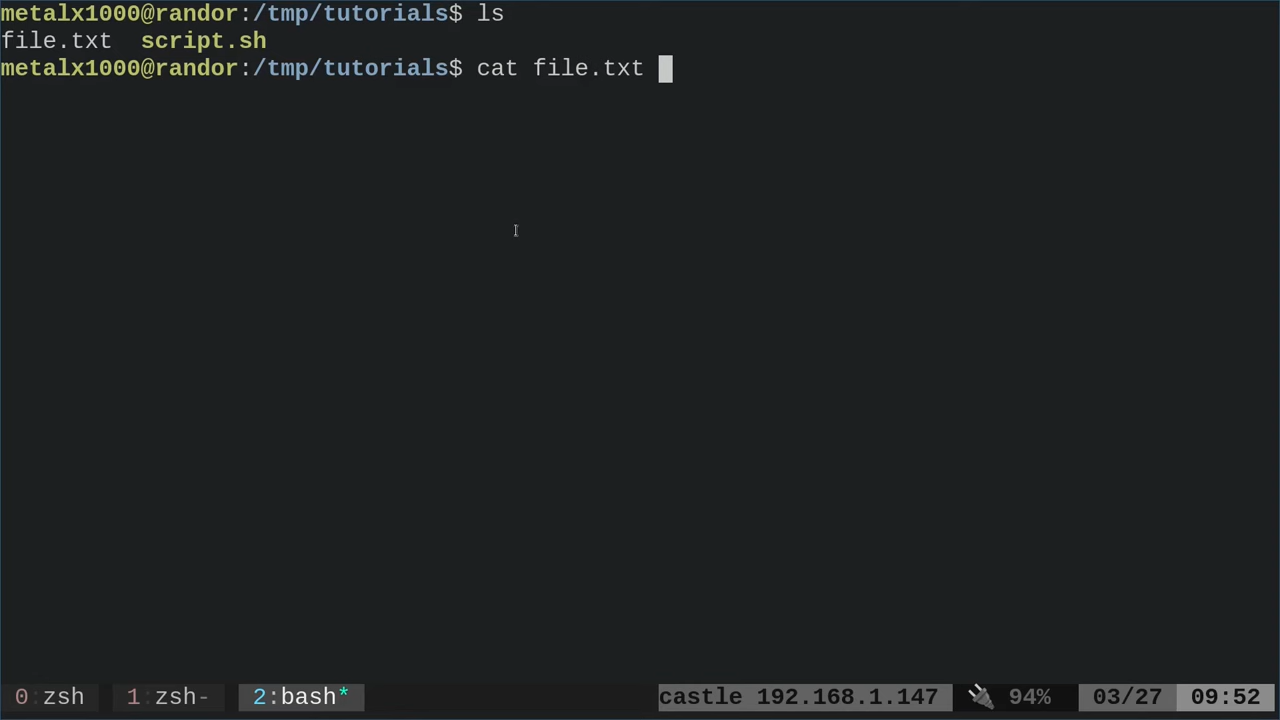 metalx1000@randor:/tmp/tutorials$ ls
file.txt  script.sh
metalx1000@randor:/tmp/tutorials$ cat file.txt
0:zsh  1:zsh-  2:bash*  castle 192.168.1.147  94%  03/27  09:52